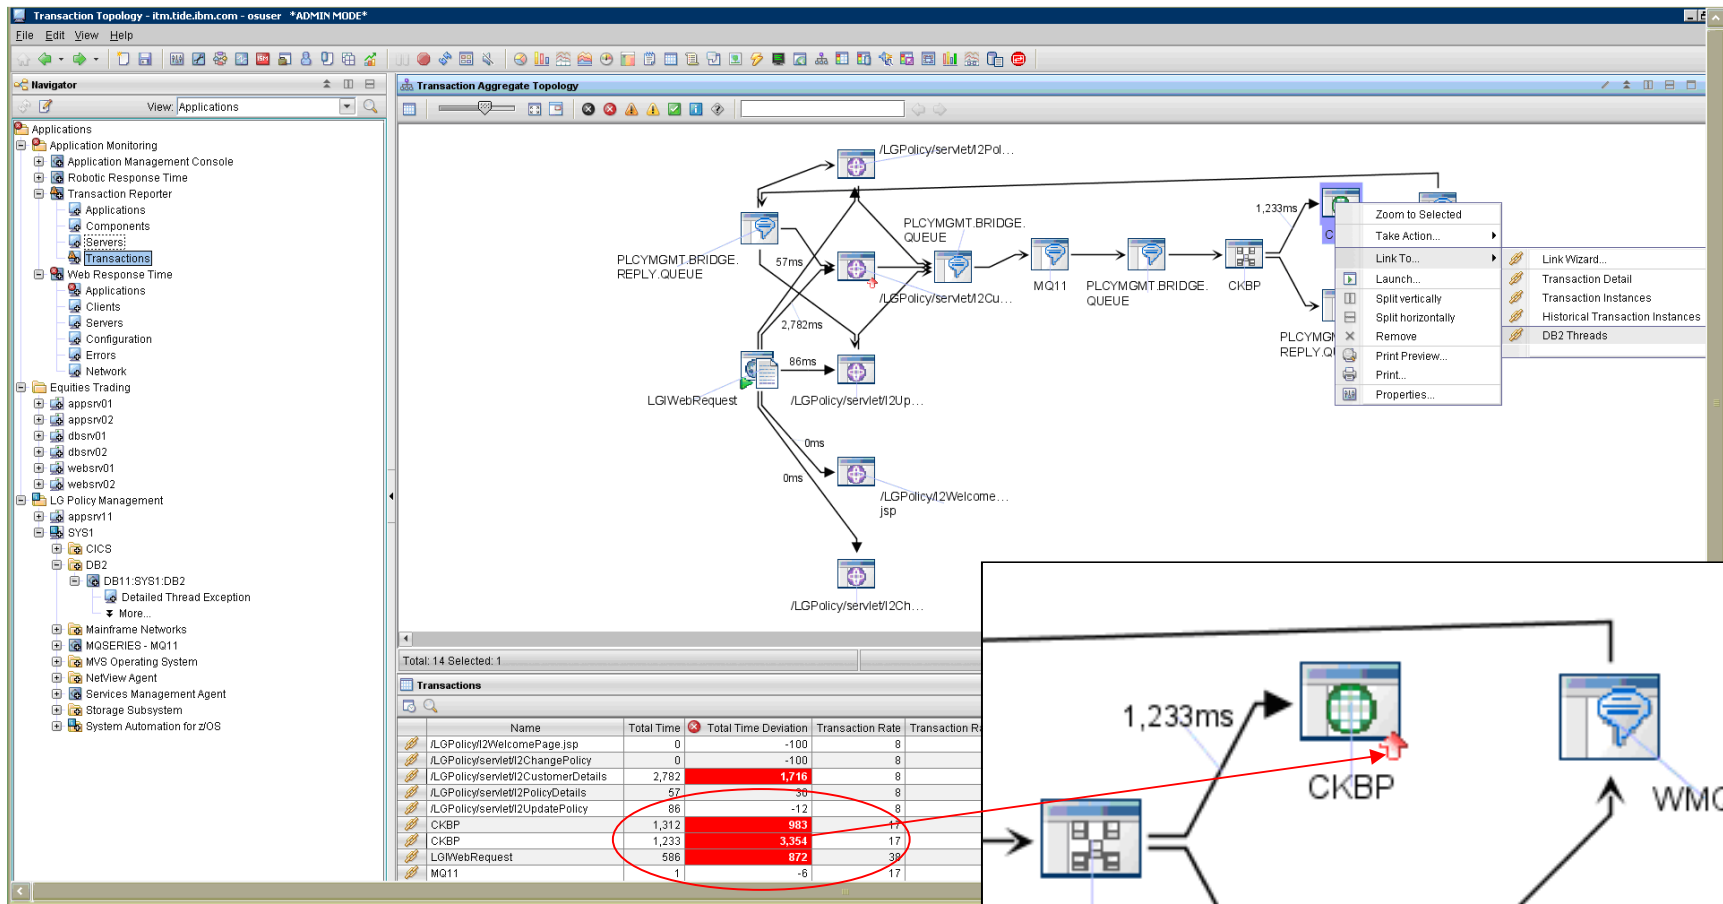 Transaction Topology - itm.tide.ibm.com - osuser *ADMIN MODE*
File Edit View Help
Navigator
View: Applications
Applications
Application Monitoring
Application Management Console
Robotic Response Time
Transaction Reporter
Applications
Components
Servers
Transactions
Web Response Time
Applications
Clients
Servers
Configuration
Errors
Network
Equities Trading
appsrv01
appsrv02
dbsrv01
dbsrv02
websrv01
websrv02
LG Policy Management
appsrv11
SYS1
CICS
DB2
DB11:SYS1:DB2
Detailed Thread Exception
More...
Mainframe Networks
MQSERIES - MQ11
MVS Operating System
NetView Agent
Services Management Agent
Storage Subsystem
System Automation for z/OS
Transaction Aggregate Topology
/LGPolicy/servlet/I2Pol...
PLCYMGMT.BRIDGE.
REPLY.QUEUE
57ms
PLCYMGMT.BRIDGE.
QUEUE
/LGPolicy/servlet/I2Cu...
2,782ms
MQ11
PLCYMGMT.BRIDGE.
QUEUE
CKBP
1,233ms
C
PLCYMG
REPLY.Q
LGIWebRequest
86ms
/LGPolicy/servlet/I2Up...
0ms
0ms
/LGPolicy/I2Welcome...
jsp
/LGPolicy/servlet/I2Ch...
Zoom to Selected
Take Action...
Link To...
Launch...
Split vertically
Split horizontally
Remove
Print Preview...
Print...
Properties...
Link Wizard...
Transaction Detail
Transaction Instances
Historical Transaction Instances
DB2 Threads
Total: 14 Selected: 1
Transactions
Name Total Time Total Time Deviation Transaction Rate Transaction Ra
/LGPolicy/I2WelcomePage.jsp 0 -100 8
/LGPolicy/servlet/I2ChangePolicy 0 -100 8
/LGPolicy/servlet/I2CustomerDetails 2,782 1,716 8
/LGPolicy/servlet/I2PolicyDetails 57 30 8
/LGPolicy/servlet/I2UpdatePolicy 86 -12 8
CKBP 1,312 983 17
CKBP 1,233 3,354 17
LGIWebRequest 586 872 38
MQ11 1 -6 17
1,233ms
CKBP
WMQ